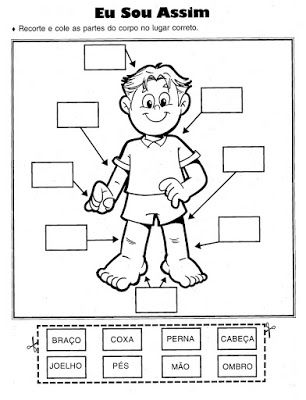 Eu Sou Assim
♦ Recorte e cole as partes do corpo no lugar correto.
BRAÇO COXA PERNA CABEÇA
JOELHO PÉS MÃO OMBRO